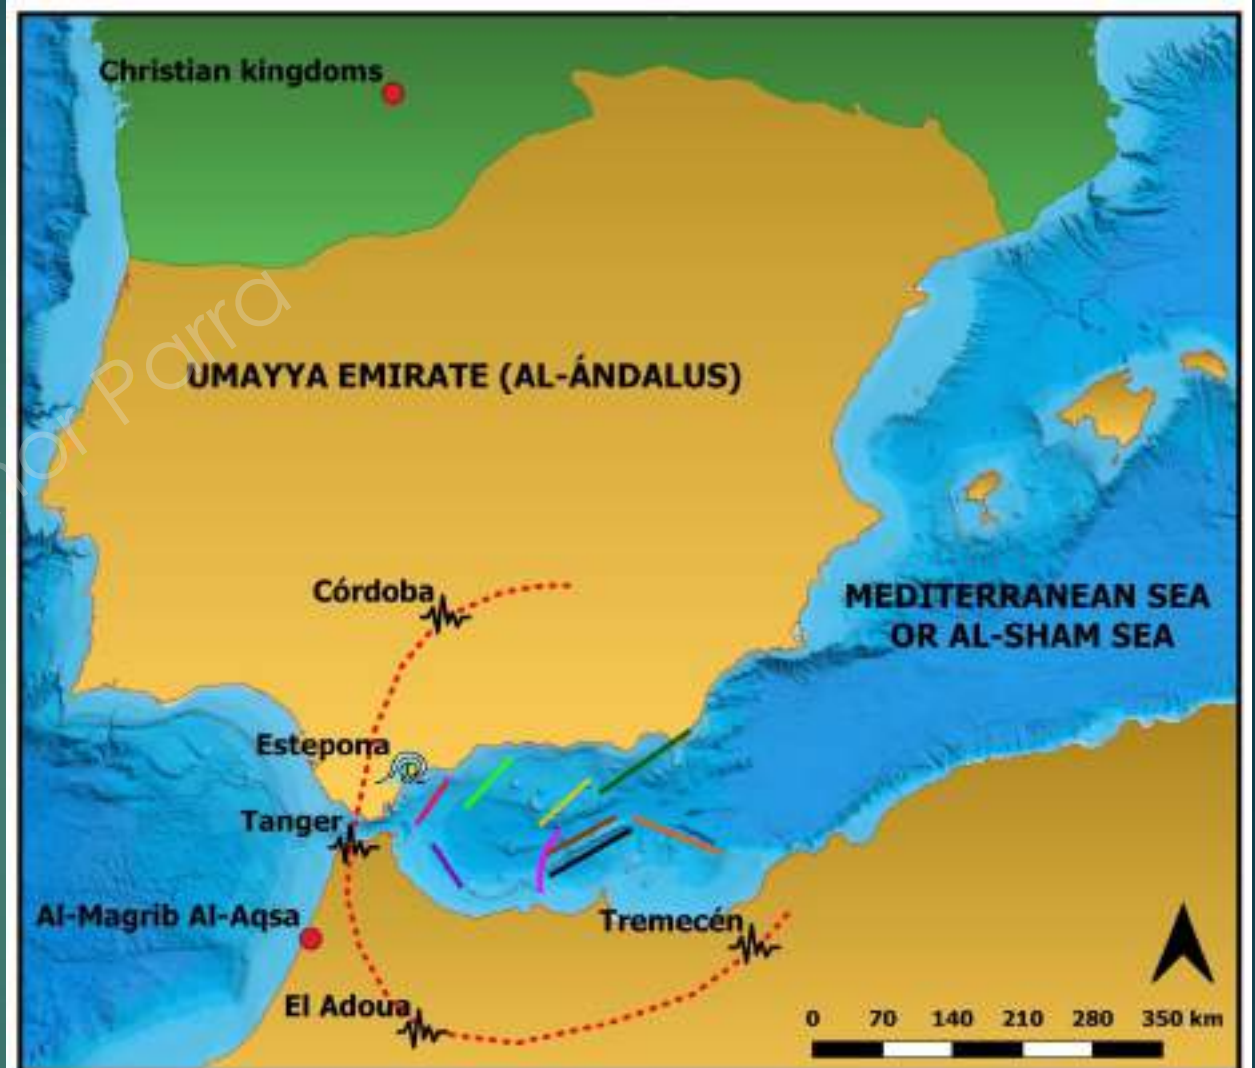 Christian kingdoms
Parra
UMAYYA EMIRATE (AL-ÁNDALUS)
Córdoba
MEDITERRANEAN SEA
OR AL-SHAM SEA
Estepona
Tanger
Al-Magrib Al-Aqsa
Tremecén
El Adoua
0 70 140 210 280 350 km